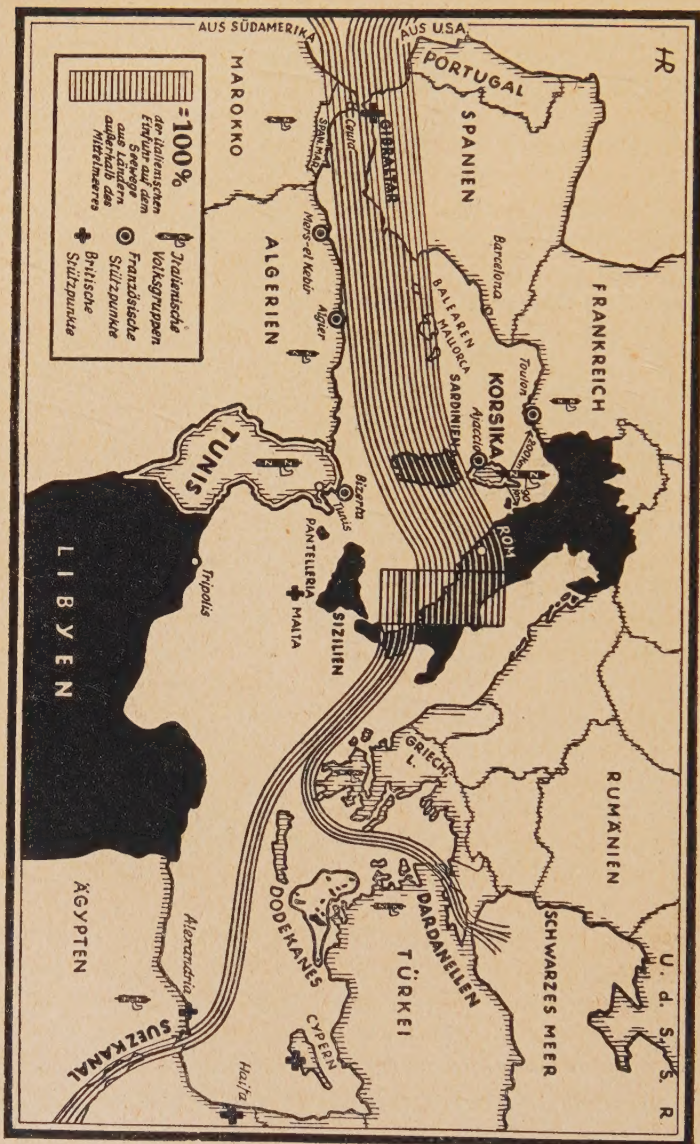 HR
AUS SÜDAMERIKA
AUS U.S.A.
PORTUGAL
SPANIEN
GIBRALTAR
Ceuta
SPAN.MAR.
MAROKKO
Mers-el Kebir
Algier
ALGERIEN
Barcelona
BALEAREN
MALLORCA
FRANKREICH
Toulon
KORSIKA
Ajaccio
SARDINIEN
ROM
Bizerta
Tunis
TUNIS
PANTELLERIA
MALTA
SIZILIEN
Tripolis
LIBYEN
GRIECH.
L.
RUMÄNIEN
U. d. S. S. R
SCHWARZES MEER
DARDANELLEN
TÜRKEI
DODEKANES
CYPERN
Haifa
Alexandria
SUEZKANAL
ÄGYPTEN
=100%
der italienischen
Einfuhr auf dem
Seewege
aus Ländern
außerhalb des
Mittelmeeres
Italienische
Volksgruppen
Französische
Stützpunkte
Britische
Stützpunkte